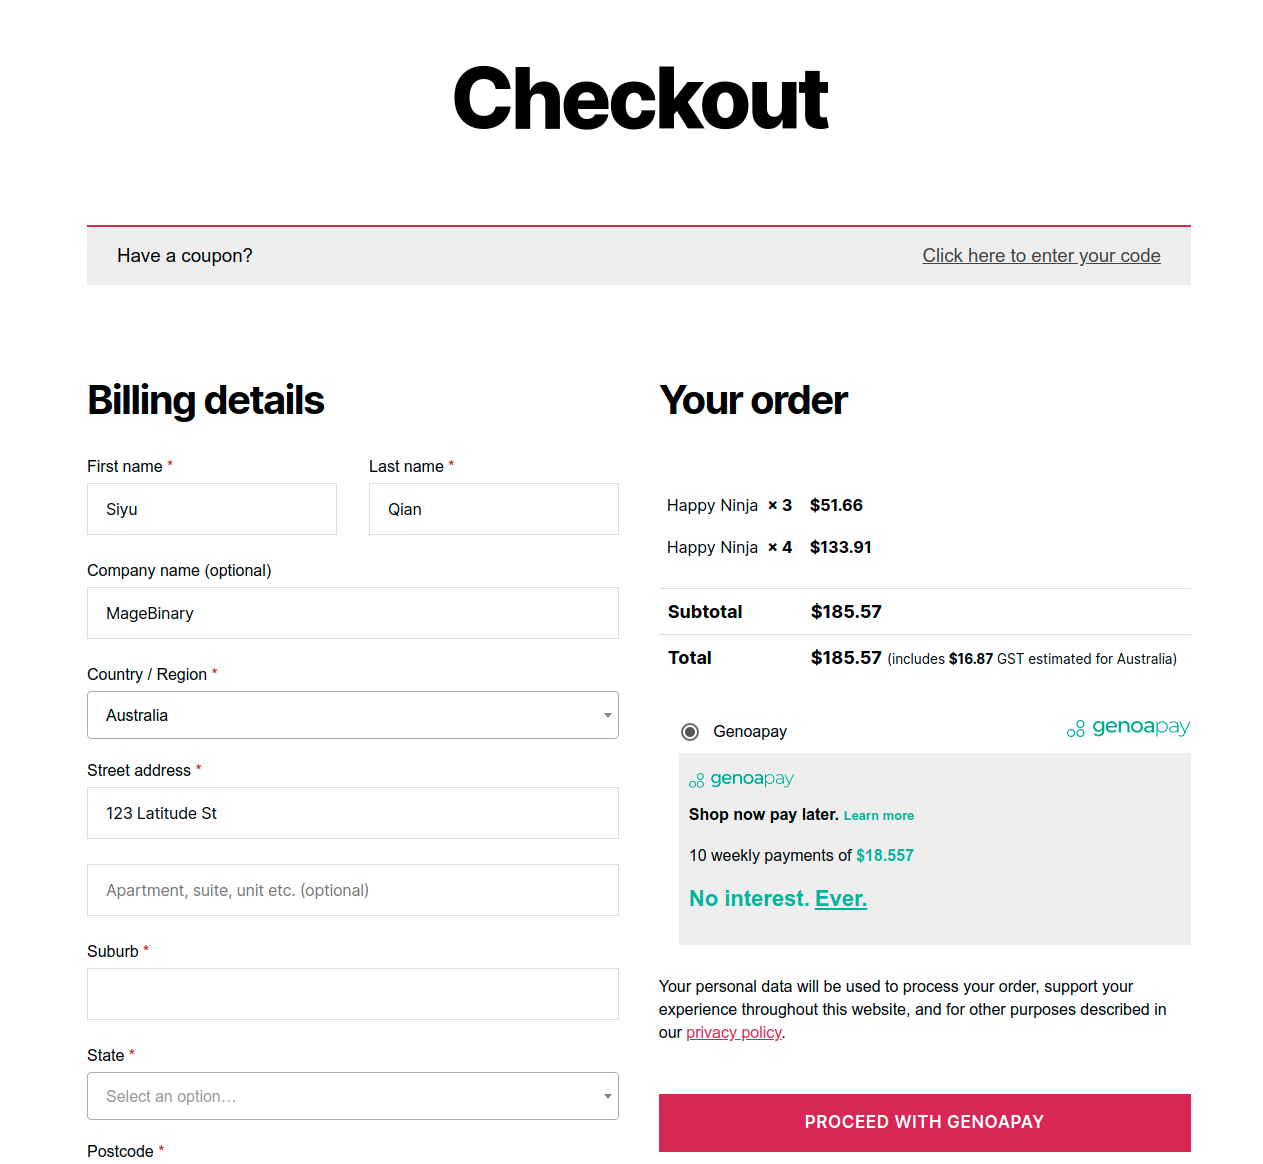 Checkout
Have a coupon?
Click here to enter your code
Billing details
First name *
Last name *
Siyu
Qian
Company name (optional)
MageBinary
Country / Region *
Australia
Street address *
123 Latitude St
Apartment, suite, unit etc. (optional)
Suburb *
State *
Select an option…
Postcode *
Your order
Happy Ninja × 3 $51.66
Happy Ninja × 4 $133.91
Subtotal $185.57
Total $185.57 (includes $16.87 GST estimated for Australia)
Genoapay
genoapay
genoapay
Shop now pay later. Learn more
10 weekly payments of $18.557
No interest. Ever.
Your personal data will be used to process your order, support your
experience throughout this website, and for other purposes described in
our privacy policy.
PROCEED WITH GENOAPAY